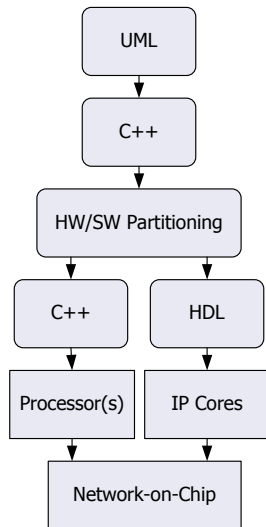 UML
C++
HW/SW Partitioning
C++
HDL
Processor(s)
IP Cores
Network-on-Chip